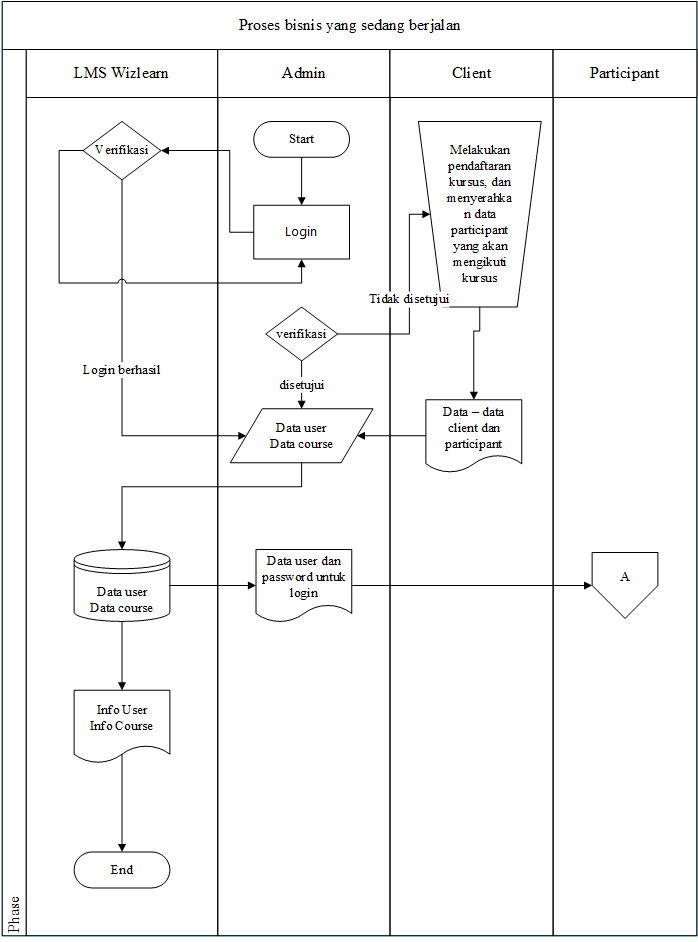 Proses bisnis yang sedang berjalan
LMS Wizlearn
Admin
Client
Participant
Verifikasi
Start
Login
Melakukan
pendaftaran
kursus, dan
menyerahka
n data
participant
yang akan
mengikuti
kursus
Tidak disetujui
verifikasi
Login berhasil
disetujui
Data user
Data course
Data – data
client dan
participant
Data user
Data course
Data user dan
password untuk
login
A
Info User
Info Course
End
Phase